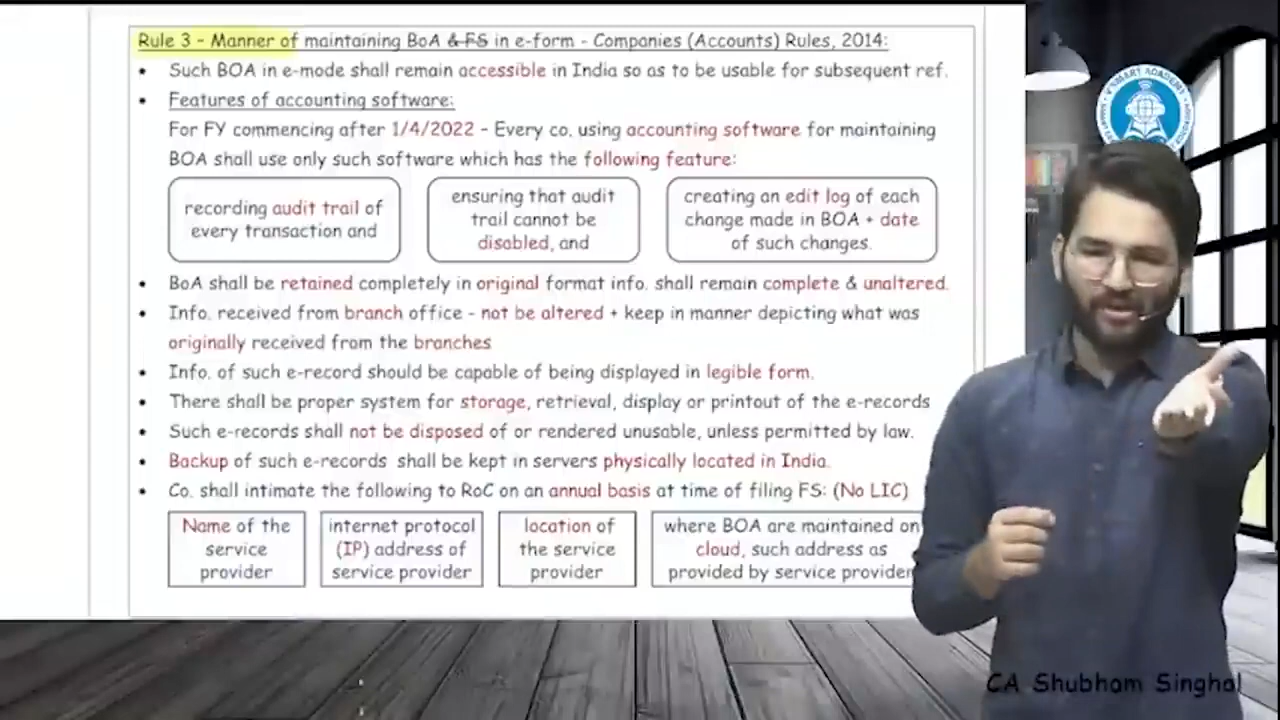 Rule 3 - Manner of maintaining BoA & FS in e-form - Companies (Accounts) Rules, 2014:
• Such BOA in e-mode shall remain accessible in India so as to be usable for subsequent ref.
• Features of accounting software:
For FY commencing after 1/4/2022 - Every co. using accounting software for maintaining
BOA shall use only such software which has the following feature:
recording audit trail of
every transaction and
ensuring that audit
trail cannot be
disabled, and
creating an edit log of each
change made in BOA + date
of such changes.
• BoA shall be retained completely in original format info. shall remain complete & unaltered.
• Info. received from branch office - not be altered + keep in manner depicting what was
originally received from the branches
• Info. of such e-record should be capable of being displayed in legible form.
• There shall be proper system for storage, retrieval, display or printout of the e-records
• Such e-records shall not be disposed of or rendered unusable, unless permitted by law.
• Backup of such e-records shall be kept in servers physically located in India.
• Co. shall intimate the following to RoC on an annual basis at time of filing FS: (No LIC)
Name of the
service
provider
internet protocol
(IP) address of
service provider
location of
the service
provider
where BOA are maintained on
cloud, such address as
provided by service provider
CA Shubham Singhal